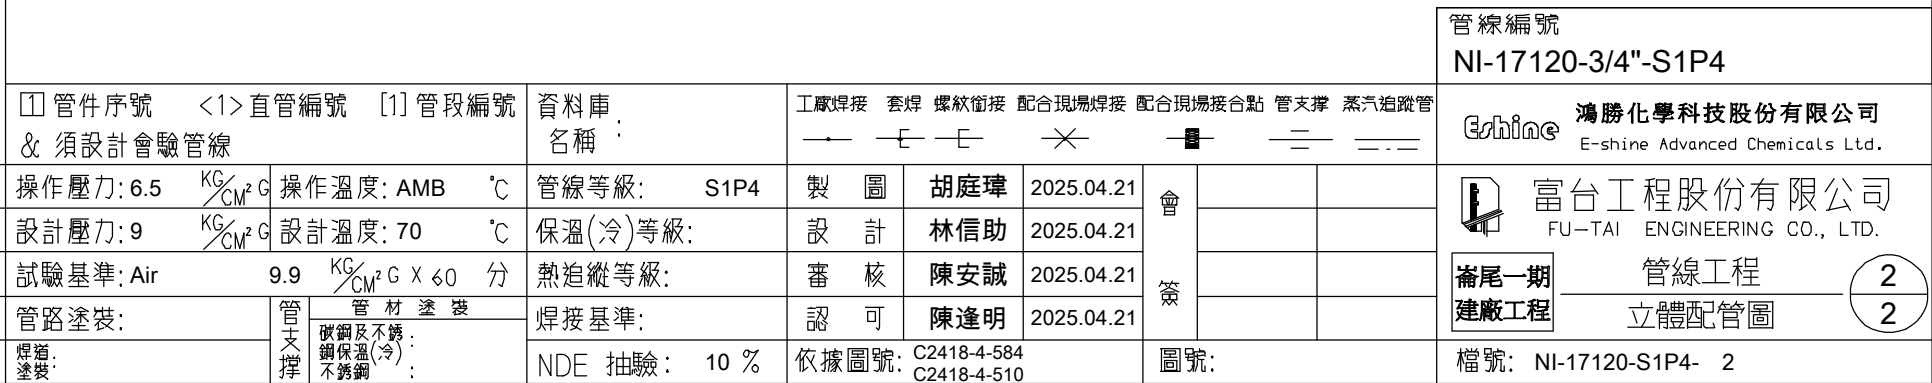 管線編號
NI-17120-3/4"-S1P4
1 管件序號 <1>直管編號 [1] 管段編號
& 須設計會驗管線
資料庫名稱:
工廠焊接 套焊 螺紋銜接 配合現場焊接 配合現場接合點 管支撐 蒸汽追蹤管
Eshine 鴻勝化學科技股份有限公司
E-shine Advanced Chemicals Ltd.
操作壓力: 6.5 KG/CM² G 操作溫度: AMB °C 管線等級: S1P4
設計壓力: 9 KG/CM² G 設計溫度: 70 °C 保溫(冷)等級:
試驗基準: Air 9.9 KG/CM² G X 60 分 熱追縱等級:
管路塗裝: 管支撐 管材塗裝 焊接基準:
碳鋼及不銹鋼保溫(冷):
不銹鋼:
焊道塗裝:
NDE 抽驗: 10 %
製圖 胡庭瑋 2025.04.21
設計 林信助 2025.04.21
審核 陳安誠 2025.04.21
認可 陳逢明 2025.04.21
會簽
依據圖號: C2418-4-584
C2418-4-510
圖號:
富台工程股份有限公司
FU-TAI ENGINEERING CO., LTD.
崙尾一期
建廠工程
管線工程
立體配管圖
2
2
檔號: NI-17120-S1P4- 2